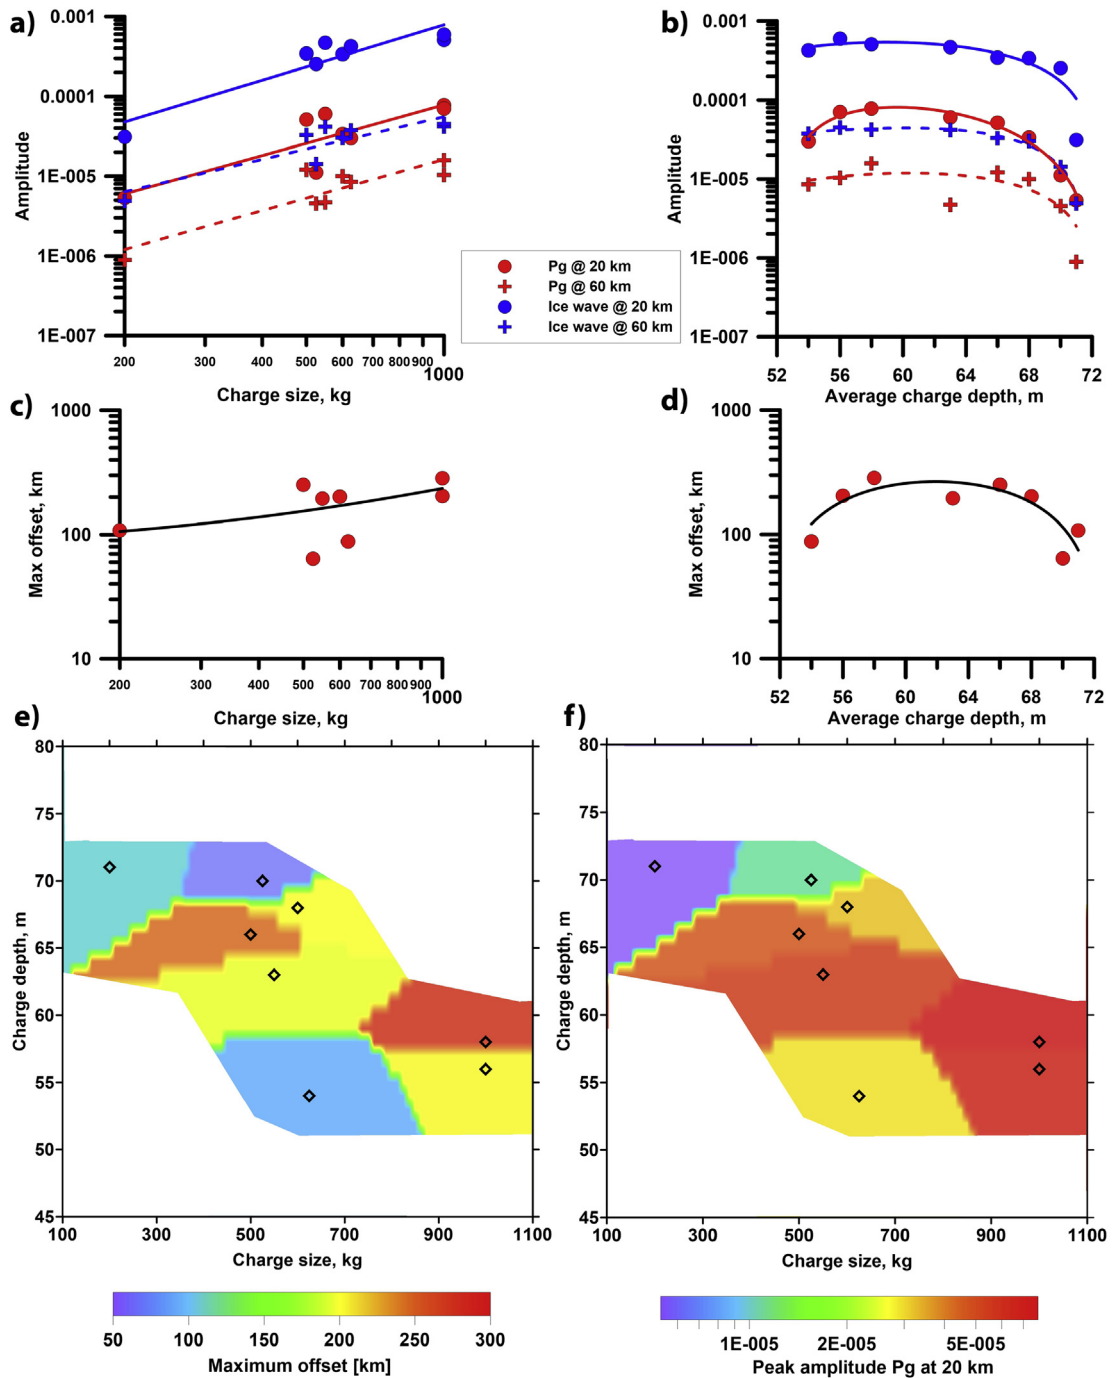 a)
0.001
0.0001
1E-005
1E-006
1E-007
Amplitude
200
300
400
500
600
700
800
900
1000
Charge size, kg
b)
0.001
0.0001
1E-005
1E-006
1E-007
Amplitude
52
56
60
64
68
72
Average charge depth, m
Pg @ 20 km
Pg @ 60 km
Ice wave @ 20 km
Ice wave @ 60 km
c)
1000
100
10
Max offset, km
200
300
400
500
600
700
800
900
1000
Charge size, kg
d)
1000
100
10
Max offset, km
52
56
60
64
68
72
Average charge depth, m
e)
80
75
70
65
60
55
50
45
Charge depth, m
100
300
500
700
900
1100
Charge size, kg
50
100
150
200
250
300
Maximum offset [km]
f)
80
75
70
65
60
55
50
45
Charge depth, m
100
300
500
700
900
1100
Charge size, kg
1E-005
2E-005
5E-005
Peak amplitude Pg at 20 km